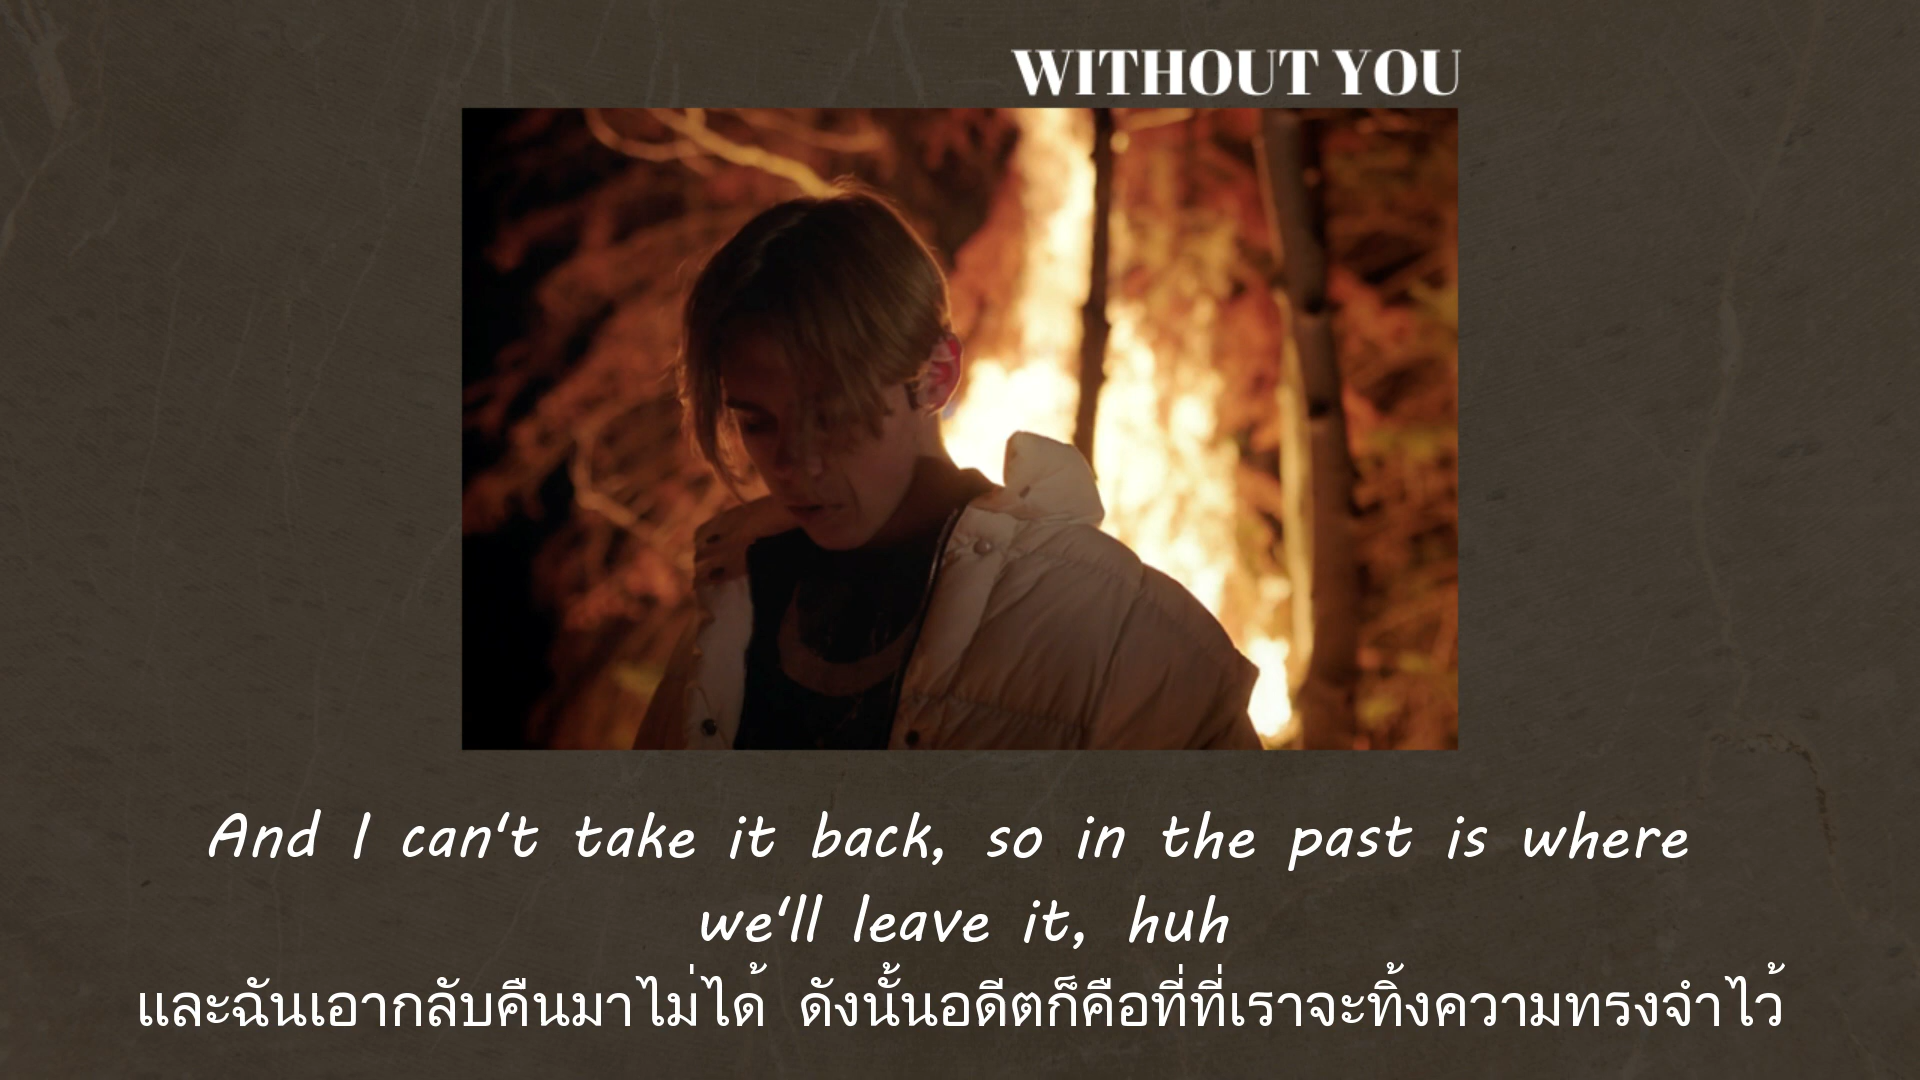 WITHOUT YOU
And I can't take it back, so in the past is where
we'll leave it, huh
และฉันเอากลับคืนมาไม่ได้ ดังนั้นอดีตก็คือที่ที่เราจะทิ้งความทรงจำไว้